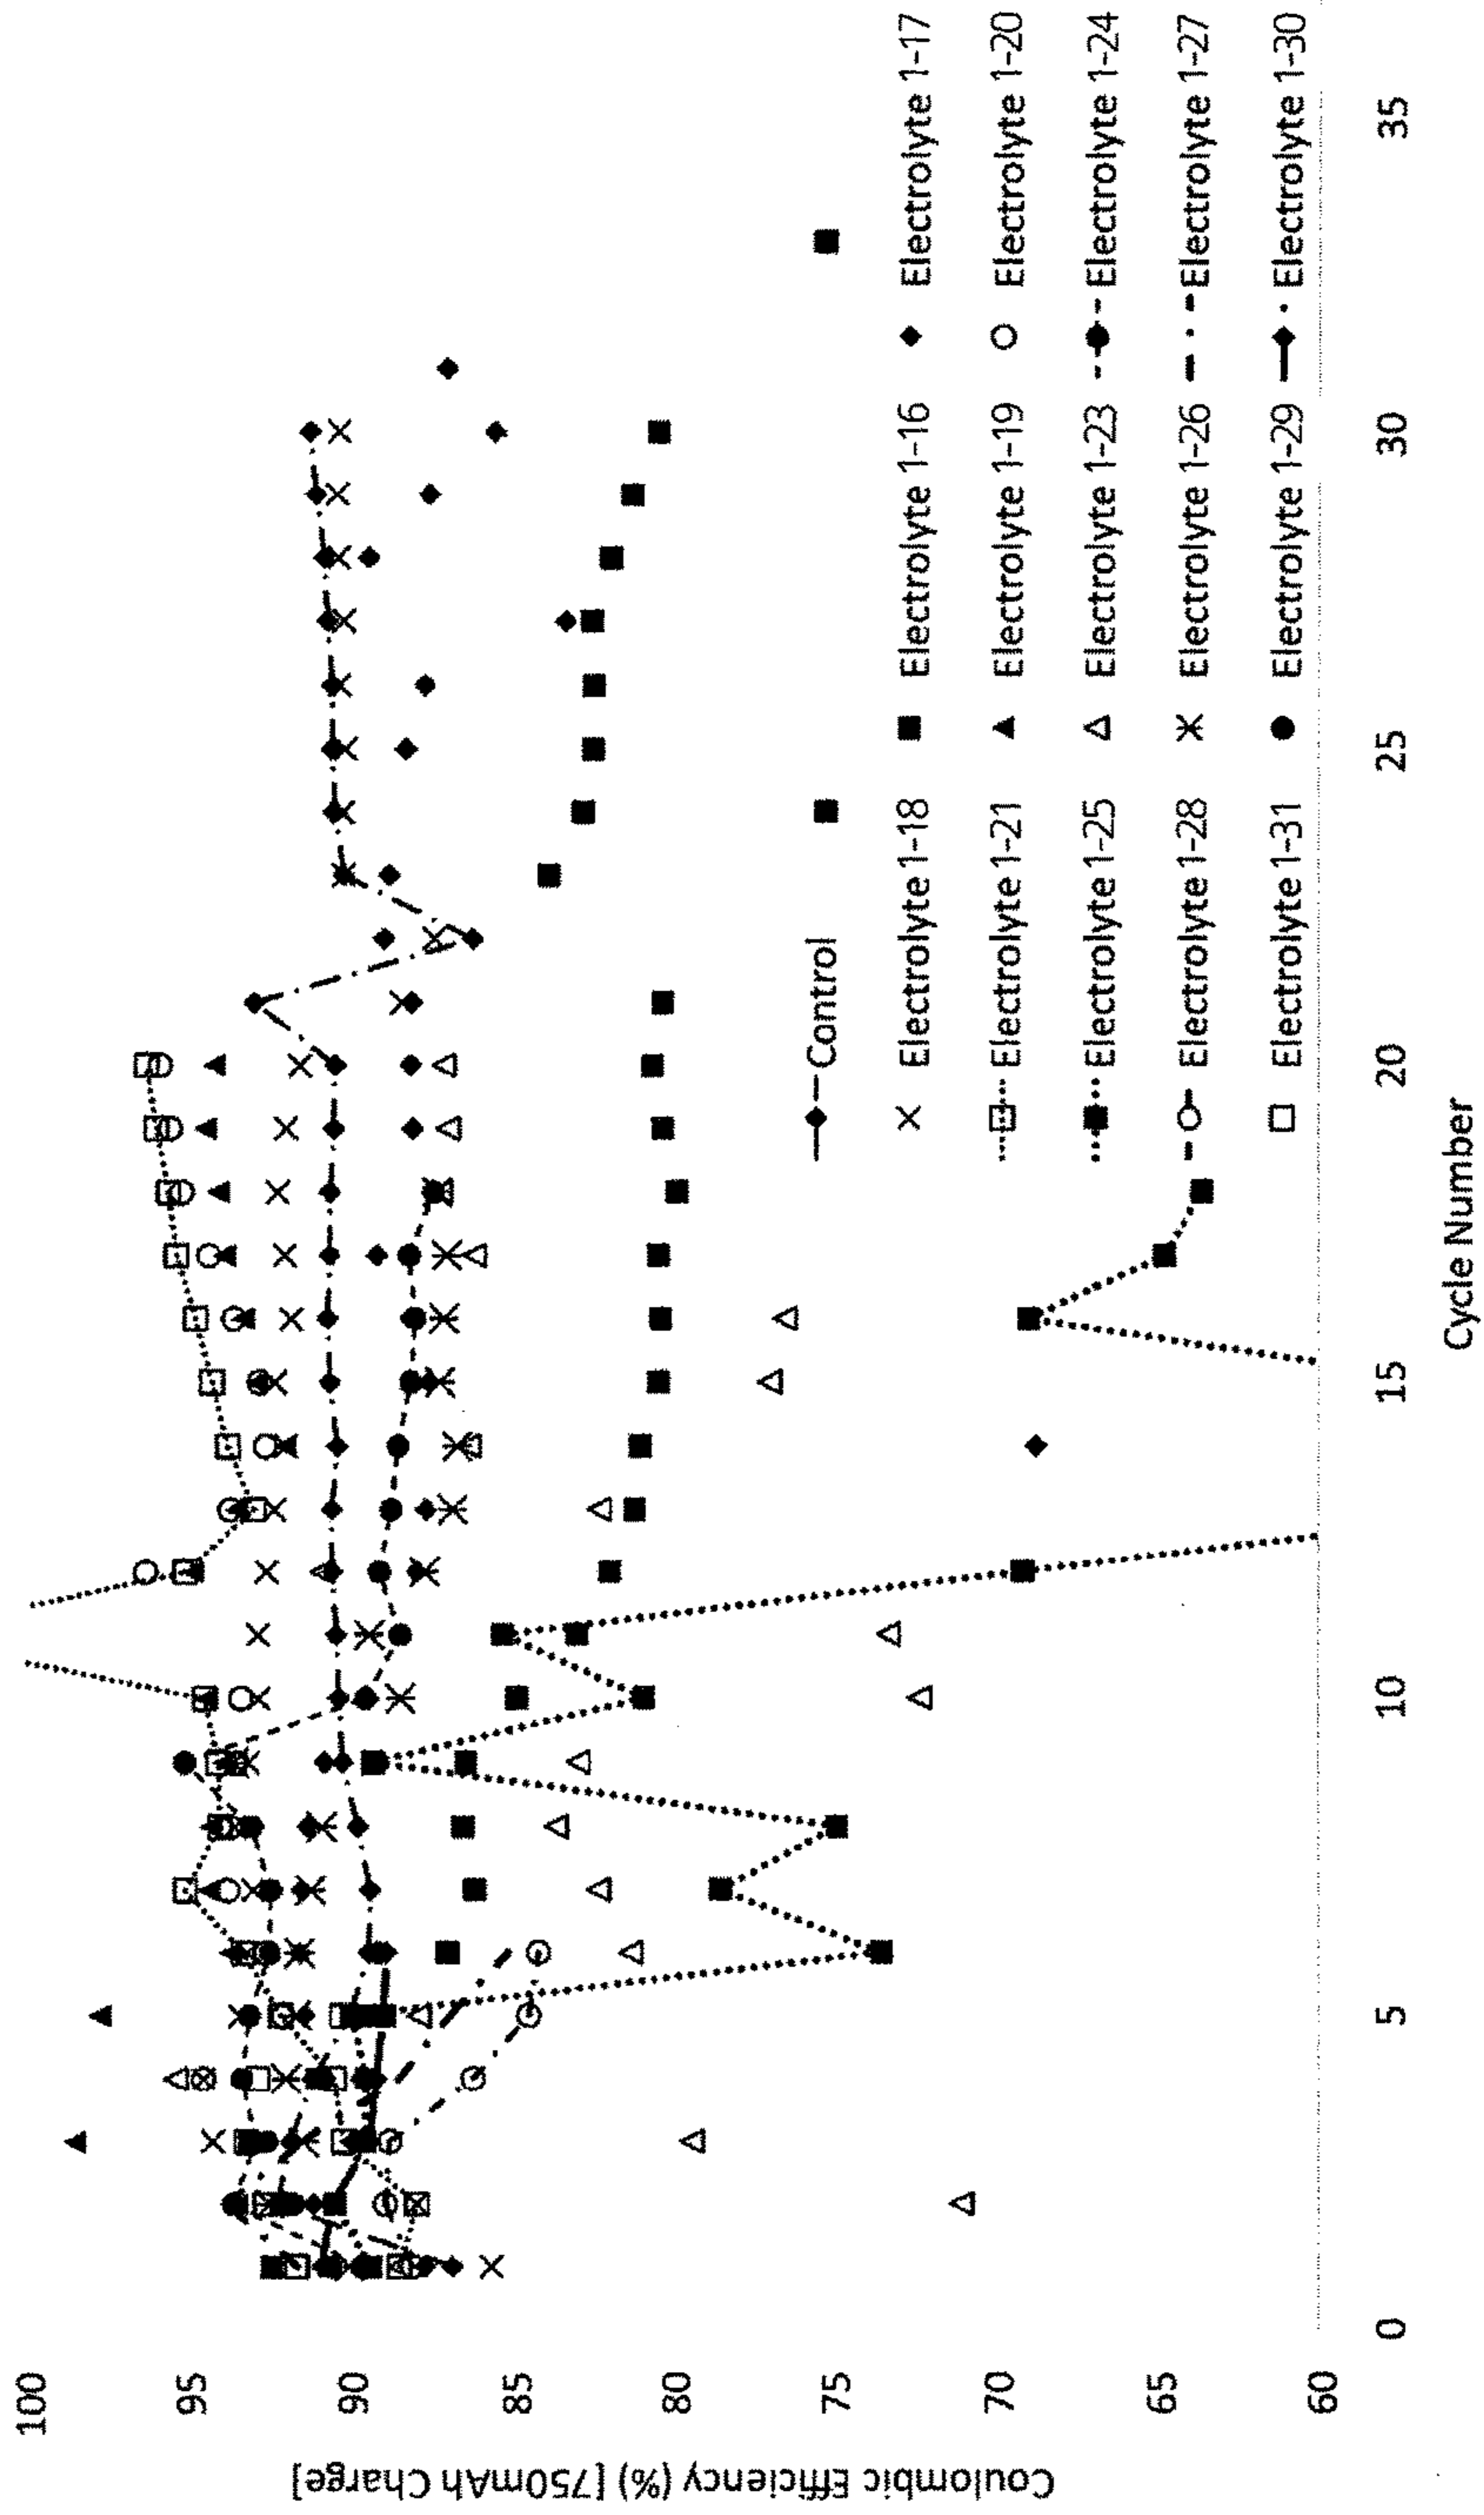 Coulombic Efficiency (%) [750mAh Charge]
100
95
90
85
80
75
70
65
60
Control
Electrolyte 1-18
Electrolyte 1-16
Electrolyte 1-17
Electrolyte 1-21
Electrolyte 1-19
Electrolyte 1-20
Electrolyte 1-25
Electrolyte 1-23
Electrolyte 1-24
Electrolyte 1-28
Electrolyte 1-26
Electrolyte 1-27
Electrolyte 1-31
Electrolyte 1-29
Electrolyte 1-30
0
5
10
15
20
25
30
35
Cycle Number